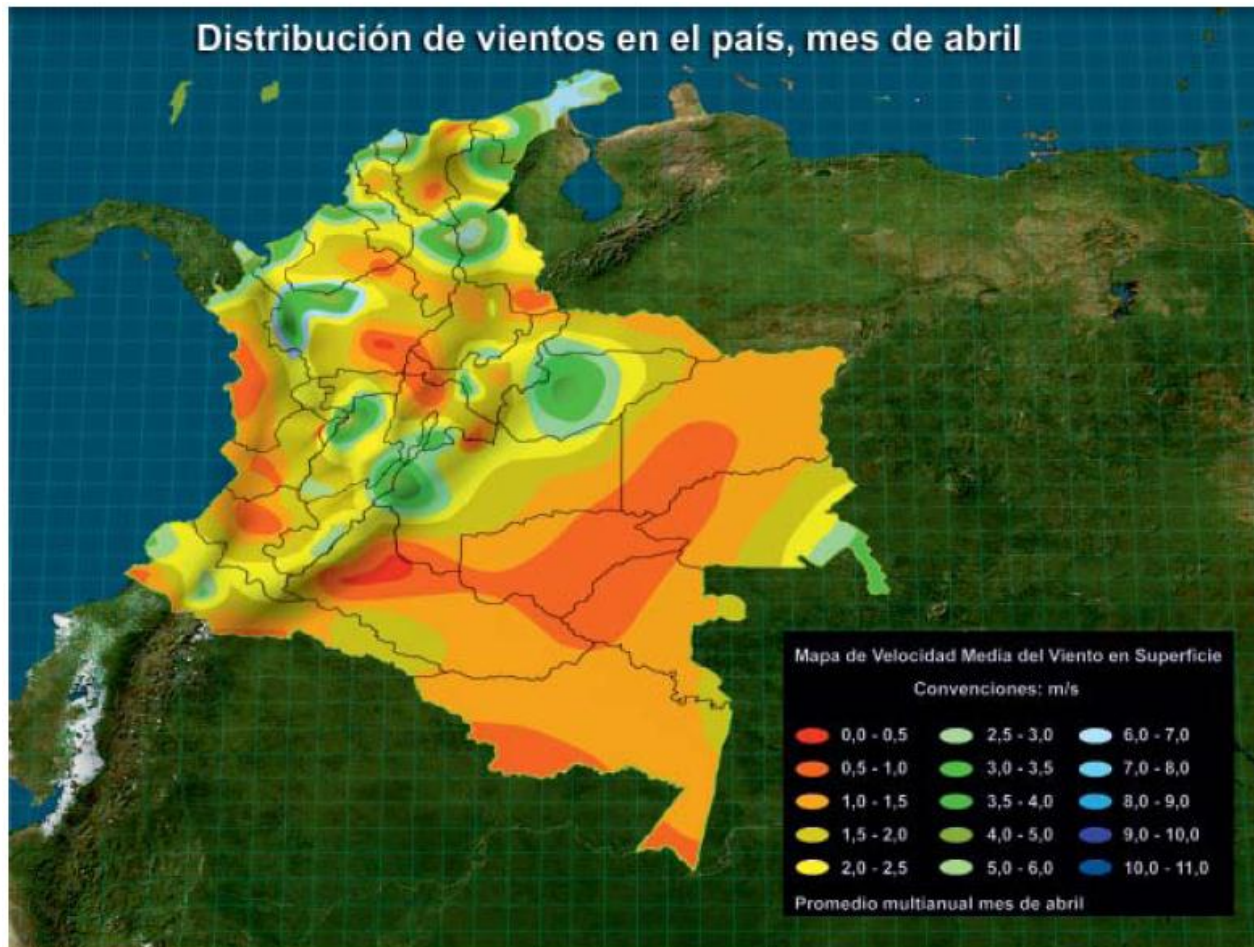 Distribución de vientos en el país, mes de abril
Mapa de Velocidad Media del Viento en Superficie
Convenciones: m/s
0,0 - 0,5
0,5 - 1,0
1,0 - 1,5
1,5 - 2,0
2,0 - 2,5
2,5 - 3,0
3,0 - 3,5
3,5 - 4,0
4,0 - 5,0
5,0 - 6,0
6,0 - 7,0
7,0 - 8,0
8,0 - 9,0
9,0 - 10,0
10,0 - 11,0
Promedio multianual mes de abril